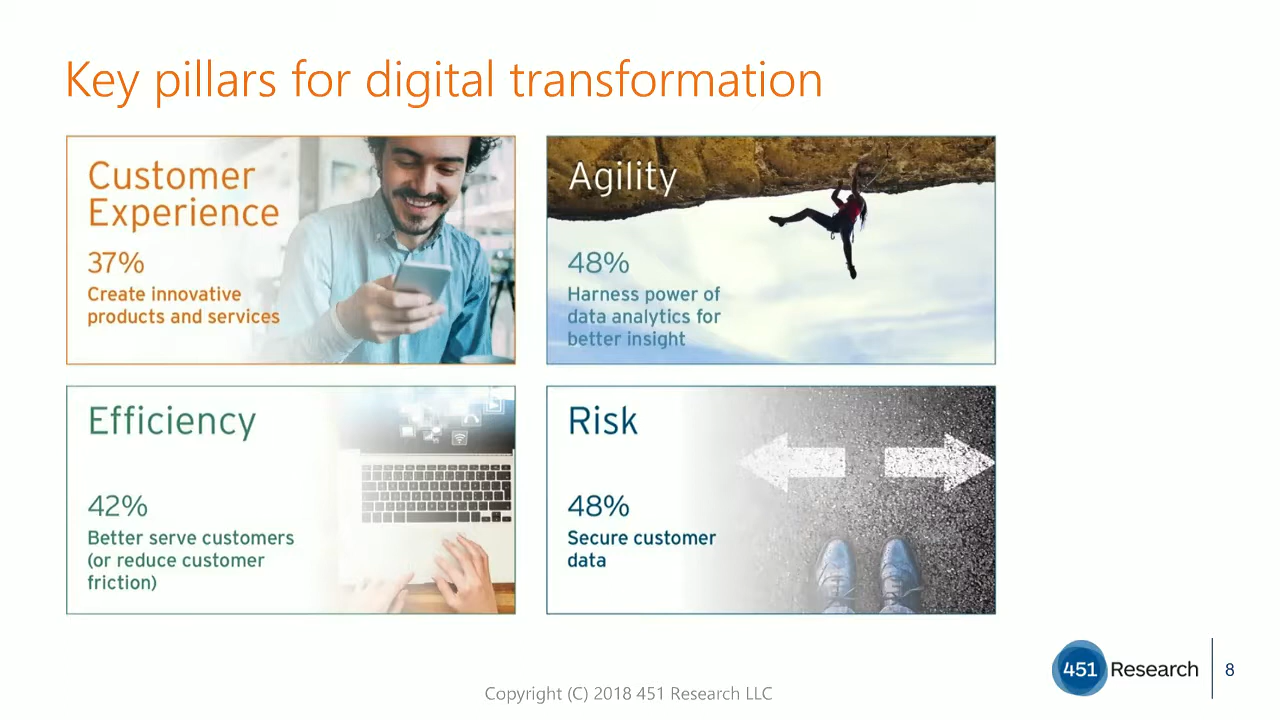 Key pillars for digital transformation
Customer
Experience
37%
Create innovative
products and services
Agility
48%
Harness power of
data analytics for
better insight
Efficiency
42%
Better serve customers
(or reduce customer
friction)
Risk
48%
Secure customer
data
451 Research
8
Copyright (C) 2018 451 Research LLC